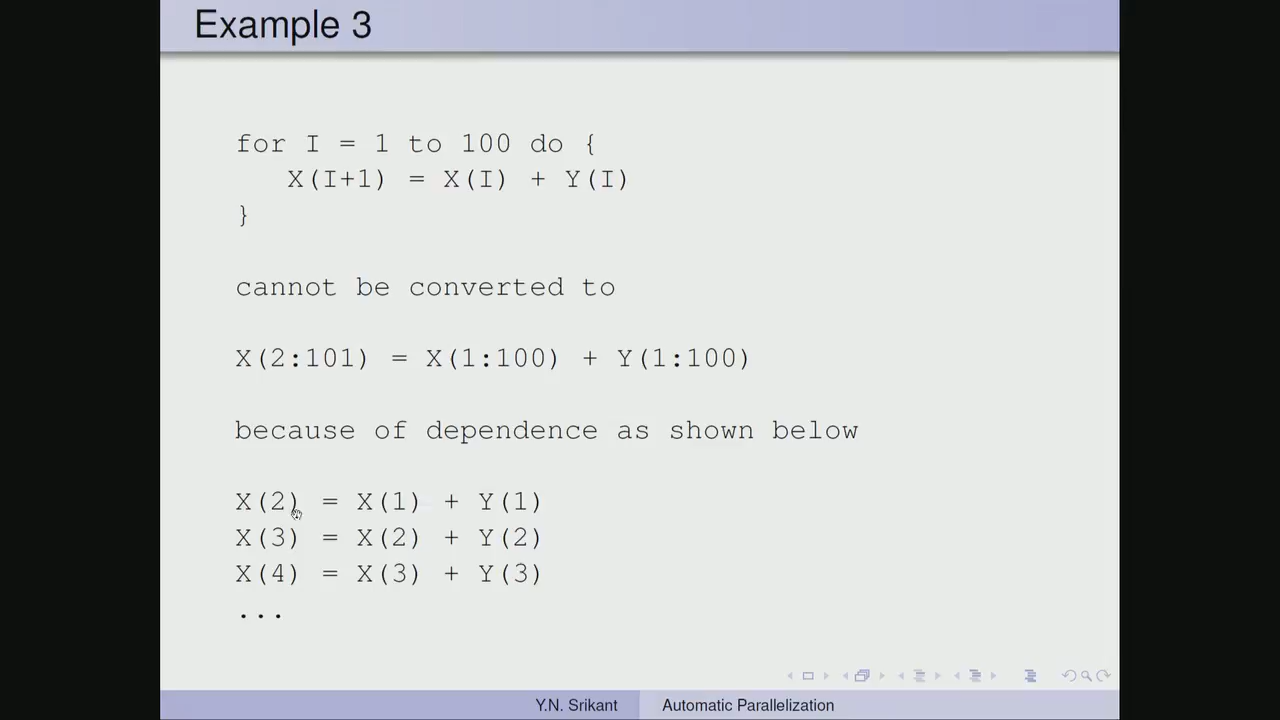 Example 3
for I = 1 to 100 do {
X(I+1) = X(I) + Y(I)
}
cannot be converted to
X(2:101) = X(1:100) + Y(1:100)
because of dependence as shown below
X(2) = X(1) + Y(1)
X(3) = X(2) + Y(2)
X(4) = X(3) + Y(3)
...
Y.N. Srikant
Automatic Parallelization